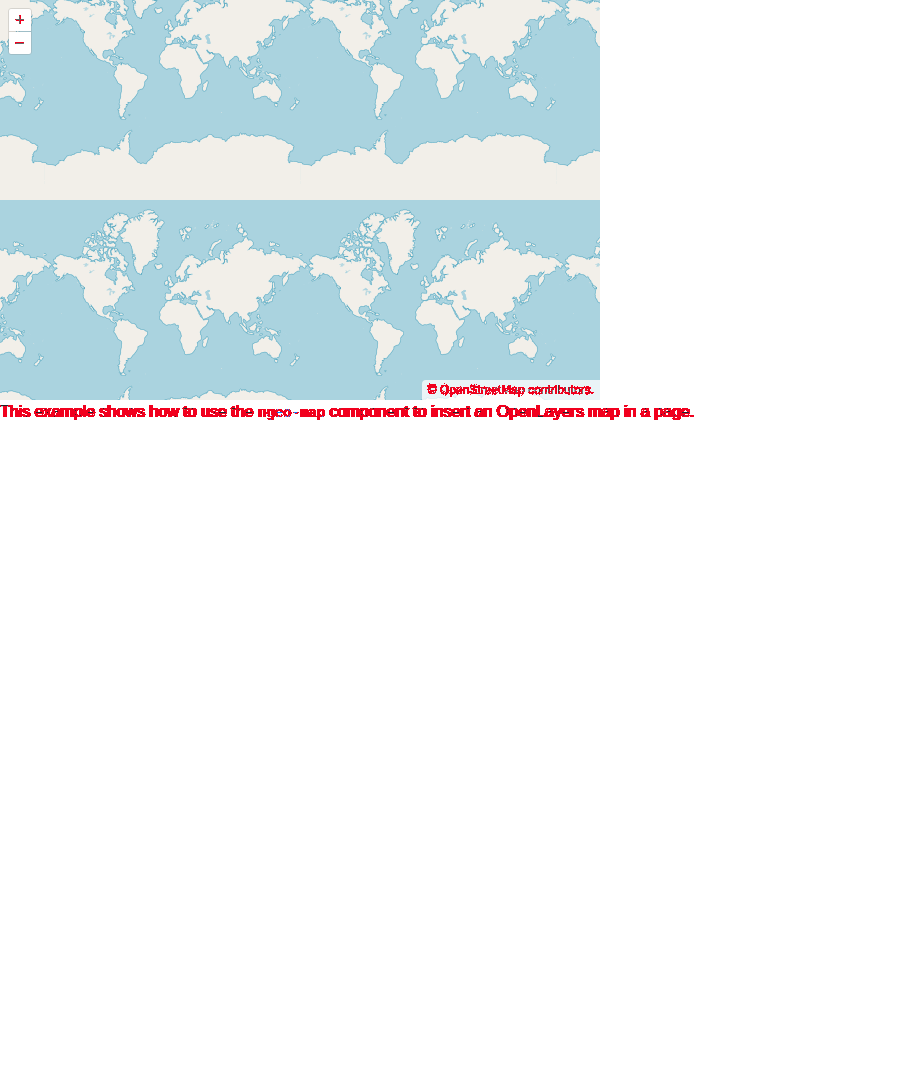 +
−
© OpenStreetMap contributors.
This example shows how to use the ngeo-map component to insert an OpenLayers map in a page.